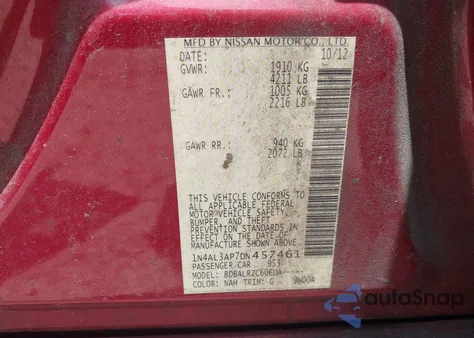 MFD BY NISSAN MOTOR CO., LTD.
DATE: 10/12
GVWR: 1910 KG
4211 LB
GAWR FR: 1005 KG
2216 LB
GAWR RR: 940 KG
2072 LB
THIS VEHICLE CONFORMS TO
ALL APPLICABLE FEDERAL
MOTOR VEHICLE SAFETY,
BUMPER, AND THEFT
PREVENTION STANDARDS IN
EFFECT ON THE DATE OF
MANUFACTURE SHOWN ABOVE.
1N4AL3AP7DN457461
PASSENGER CAR 953
MODEL: BDBALRZC60EUA
COLOR: NAH TRIM: G
autoSnap